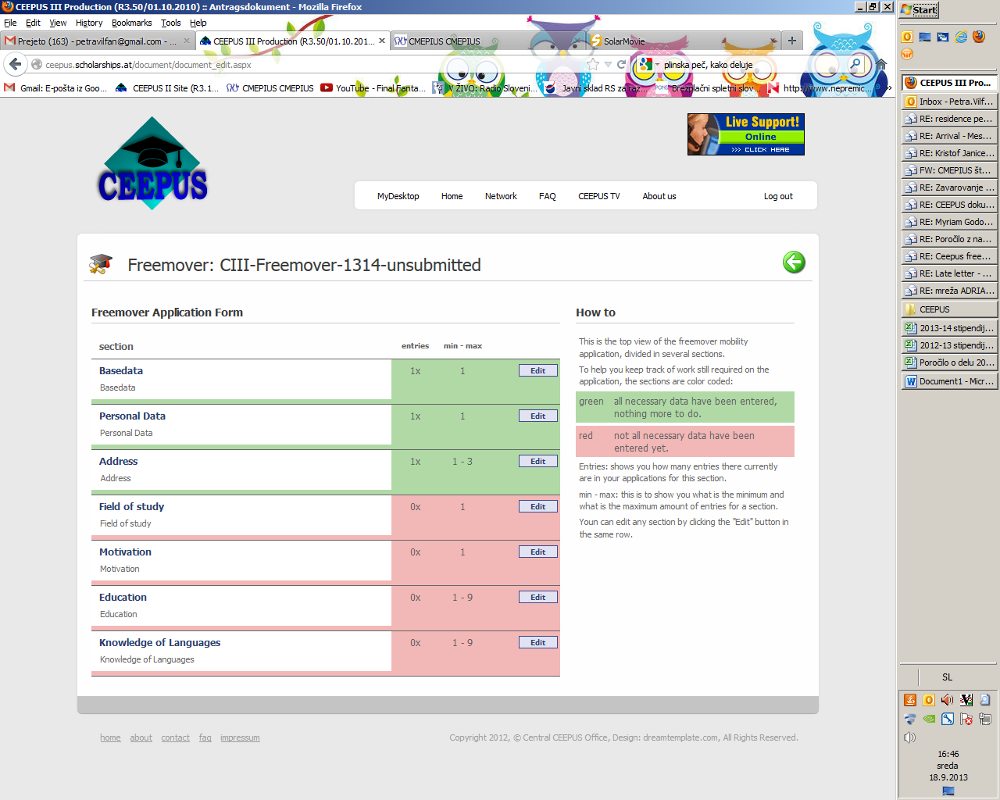 CEEPUS III Production (R3.50/01.10.2010) :: Antragsdokument - Mozilla Firefox
File Edit View History Bookmarks Tools Help
Prejeto (163) - petravilfan@gmail.com - ...
CEEPUS III Production (R3.50/01.10.201...
CMEPIUS CMEPIUS
SolarMovie
ceepus.scholarships.at/document/document_edit.aspx
plinska peč, kako deluje
Gmail: E-pošta iz Goo...
CEEPUS II Site (R3.1...
CMEPIUS CMEPIUS
YouTube - Final Fanta...
V ŽIVO: Radio Sloveni...
Javni sklad RS za raz...
Brezplačni spletni slov...
http://www.nepremic...
CEEPUS
Live Support!
Online
>>> CLICK HERE
MyDesktop Home Network FAQ CEEPUS TV About us Log out
Freemover: CIII-Freemover-1314-unsubmitted
Freemover Application Form
section entries min - max
Basedata 1x 1 Edit
Basedata
Personal Data 1x 1 Edit
Personal Data
Address 1x 1 - 3 Edit
Address
Field of study 0x 1 Edit
Field of study
Motivation 0x 1 Edit
Motivation
Education 0x 1 - 9 Edit
Education
Knowledge of Languages 0x 1 - 9 Edit
Knowledge of Languages
How to
This is the top view of the freemover mobility
application, divided in several sections.
To help you keep track of work still required on the
application, the sections are color coded:
green all necessary data have been entered,
nothing more to do.
red not all necessary data have been
entered yet.
Entries: shows you how many entries there currently
are in your applications for this section.
min - max: this is to show you what is the minimum and
what is the maximum amount of entries for a section.
Youn can edit any section by clicking the "Edit" button in
the same row.
home about contact faq impressum
Copyright 2012, © Central CEEPUS Office, Design: dreamtemplate.com, All Rights Reserved.
Start
CEEPUS III Pro...
Inbox - Petra.Vilf...
RE: residence pe...
RE: Arrival - Mes...
RE: Kristof Janice...
FW: CMEPIUS št...
RE: Zavarovanje ...
RE: CEEPUS doku...
RE: Myriam Godo...
RE: Poročilo z na...
RE: Ceepus free...
RE: Late letter - ...
RE: mreža ADRIA...
CEEPUS
2013-14 stipendij...
2012-13 stipendij...
Poročilo o delu 20...
Document1 - Micr...
SL
16:46
sreda
18.9.2013